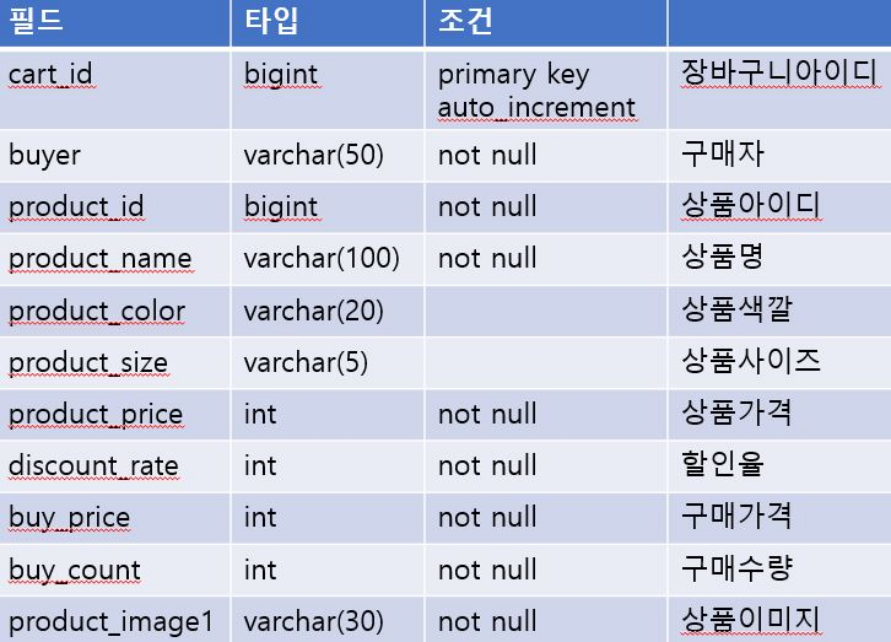 필드 타입 조건
cart_id bigint primary key 장바구니아이디
auto_increment
buyer varchar(50) not null 구매자
product_id bigint not null 상품아이디
product_name varchar(100) not null 상품명
product_color varchar(20) 상품색깔
product_size varchar(5) 상품사이즈
product_price int not null 상품가격
discount_rate int not null 할인율
buy_price int not null 구매가격
buy_count int not null 구매수량
product_image1 varchar(30) not null 상품이미지